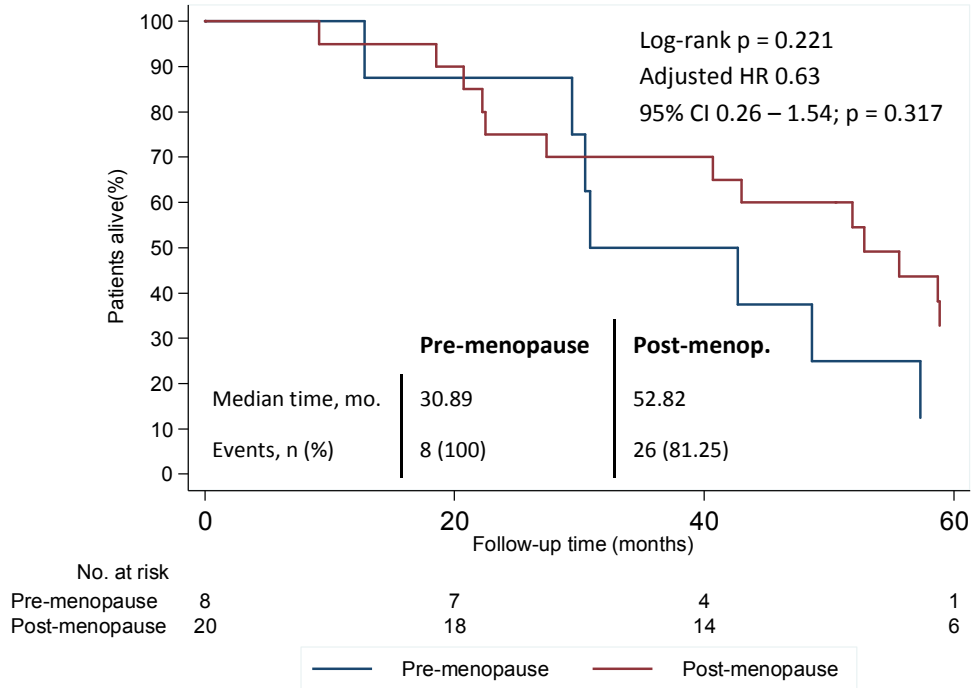 Log-rank p = 0.221
Adjusted HR 0.63
95% CI 0.26 – 1.54; p = 0.317
Patients alive(%)
100
90
80
70
60
50
40
30
20
10
0
Pre-menopause Post-menop.
Median time, mo. 30.89 52.82
Events, n (%) 8 (100) 26 (81.25)
0 20 40 60
Follow-up time (months)
No. at risk
Pre-menopause 8 7 4 1
Post-menopause 20 18 14 6
Pre-menopause Post-menopause